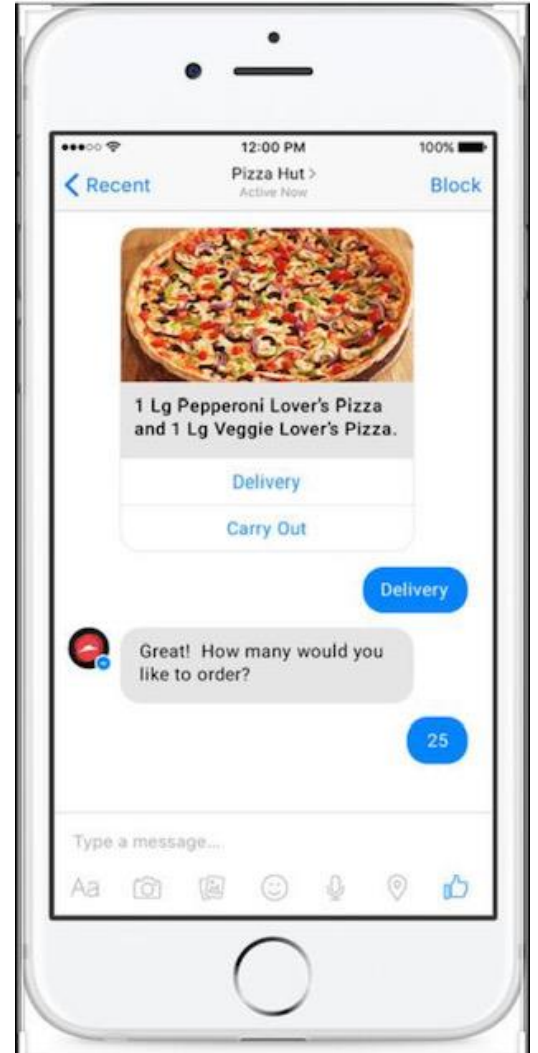 12:00 PM
100%
Recent
Pizza Hut >
Block
Active Now
1 Lg Pepperoni Lover's Pizza
and 1 Lg Veggie Lover's Pizza.
Delivery
Carry Out
Delivery
Great! How many would you
like to order?
25
Type a message...
Aa